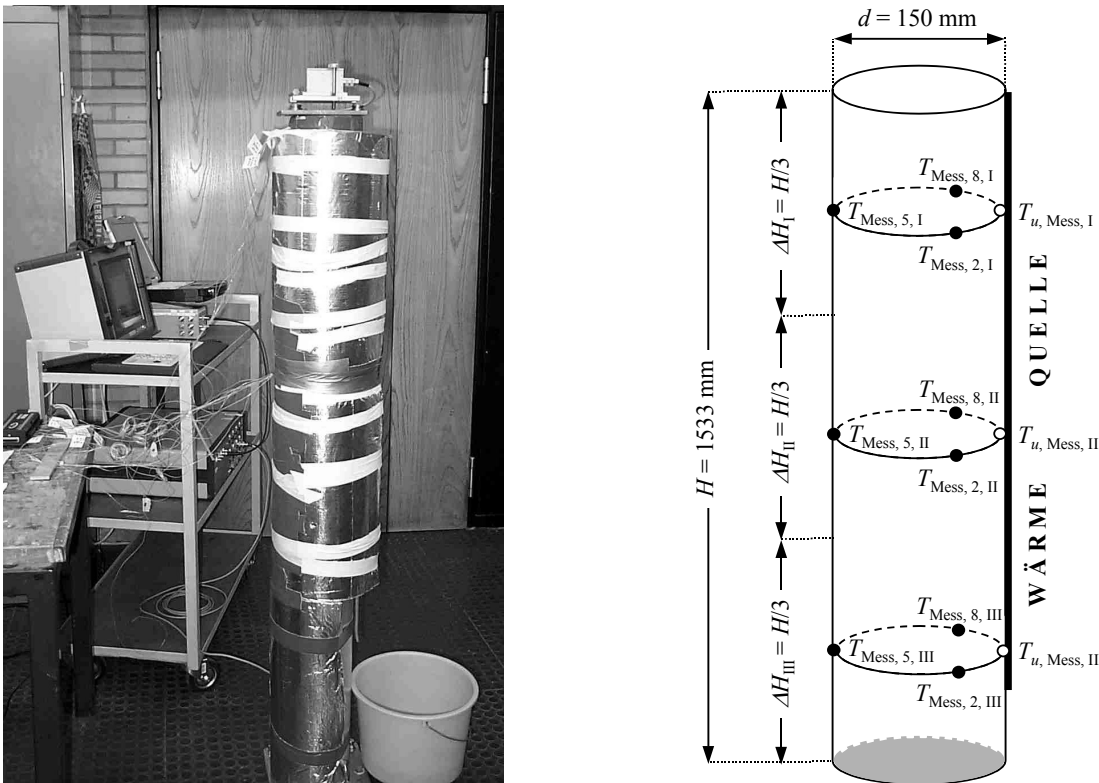 d = 150 mm
H = 1533 mm
ΔH_I = H/3
ΔH_II = H/3
ΔH_III = H/3
T_Mess, 8, I
T_Mess, 5, I
T_u, Mess, I
T_Mess, 2, I
T_Mess, 8, II
T_Mess, 5, II
T_u, Mess, II
T_Mess, 2, II
T_Mess, 8, III
T_Mess, 5, III
T_u, Mess, II
T_Mess, 2, III
WÄRME QUELLE